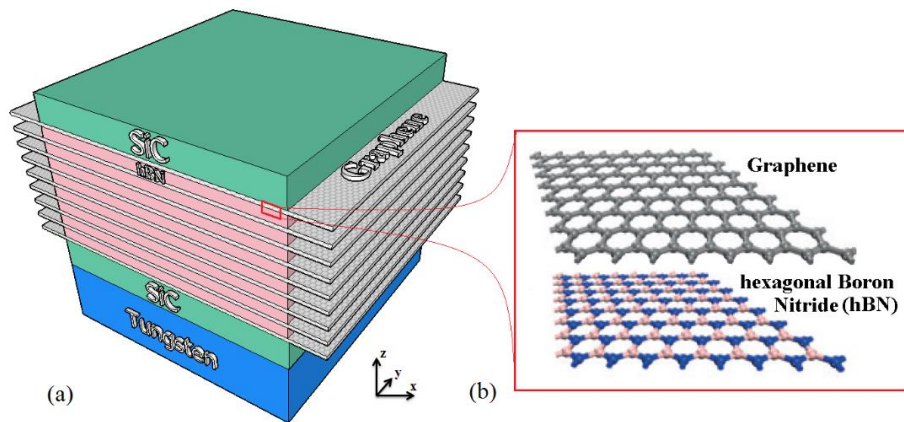 SiC
hBN
Graphene
SiC
Tungsten
(a)
z
y
x
(b)
Graphene
hexagonal Boron
Nitride (hBN)